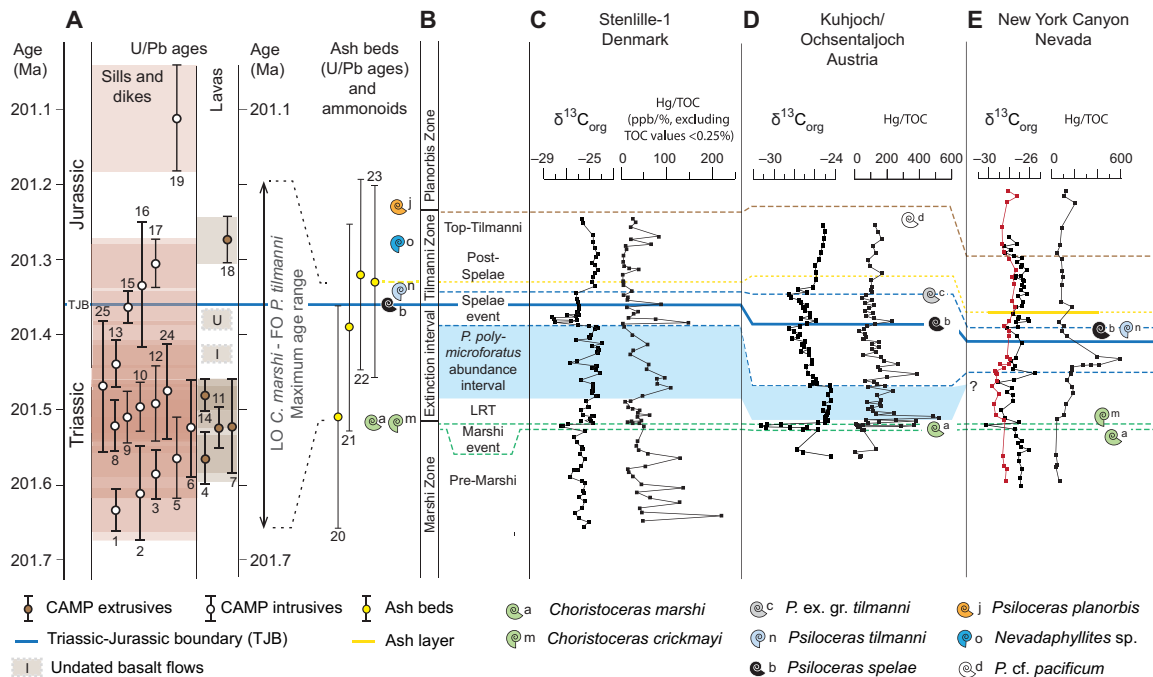 A
B
C
D
E
Age
(Ma)
U/Pb ages
Sills and
dikes
Lavas
Age
(Ma)
Ash beds
(U/Pb ages)
and
ammonoids
Stenlille-1
Denmark
Kuhjoch/
Ochsentaljoch
Austria
New York Canyon
Nevada
δ13Corg
Hg/TOC
(ppb/%, excluding
TOC values <0.25%)
δ13Corg
Hg/TOC
δ13Corg
Hg/TOC
−29 −25
0 100 200
−30 −24
0 200 400 600
−30 −26
0 600
201.1
201.2
201.3
201.4
201.5
201.6
201.7
201.1
201.7
Jurassic
TJB
Triassic
LO C. marshi - FO P. tilmanni
Maximum age range
19
16
17
15
18
25
13
U
I
24
12
10
14
11
8
9
3
5
6
4
7
1
2
23
22
21
20
j
o
n
b
a
m
Planorbis Zone
Tilmanni Zone
Extinction interval
Marshi Zone
Top-Tilmanni
Post-
Spelae
Spelae
event
P. poly-
microforatus
abundance
interval
LRT
Marshi
event
Pre-Marshi
d
c
b
a
b
n
?
m
a
CAMP extrusives
CAMP intrusives
Ash beds
Triassic-Jurassic boundary (TJB)
Ash layer
I Undated basalt flows
a Choristoceras marshi
m Choristoceras crickmayi
c P. ex. gr. tilmanni
n Psiloceras tilmanni
b Psiloceras spelae
j Psiloceras planorbis
o Nevadaphyllites sp.
d P. cf. pacificum